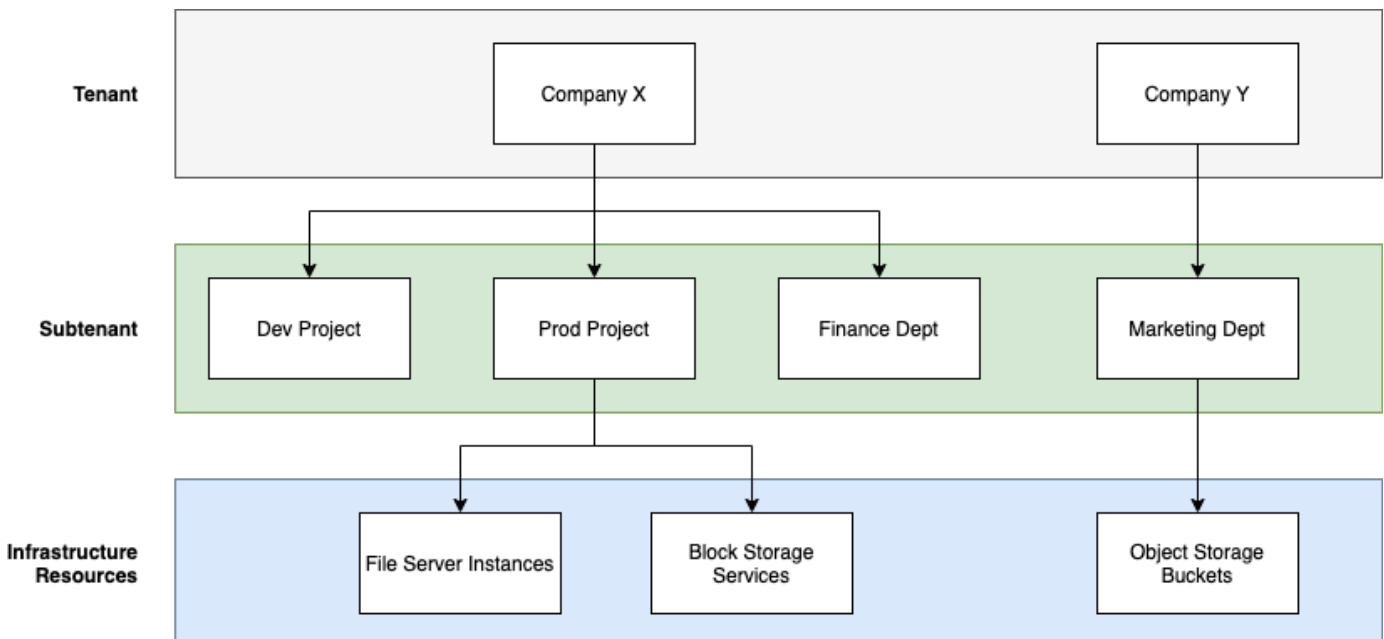 Tenant
Company X
Company Y
Subtenant
Dev Project
Prod Project
Finance Dept
Marketing Dept
Infrastructure
Resources
File Server Instances
Block Storage
Services
Object Storage
Buckets